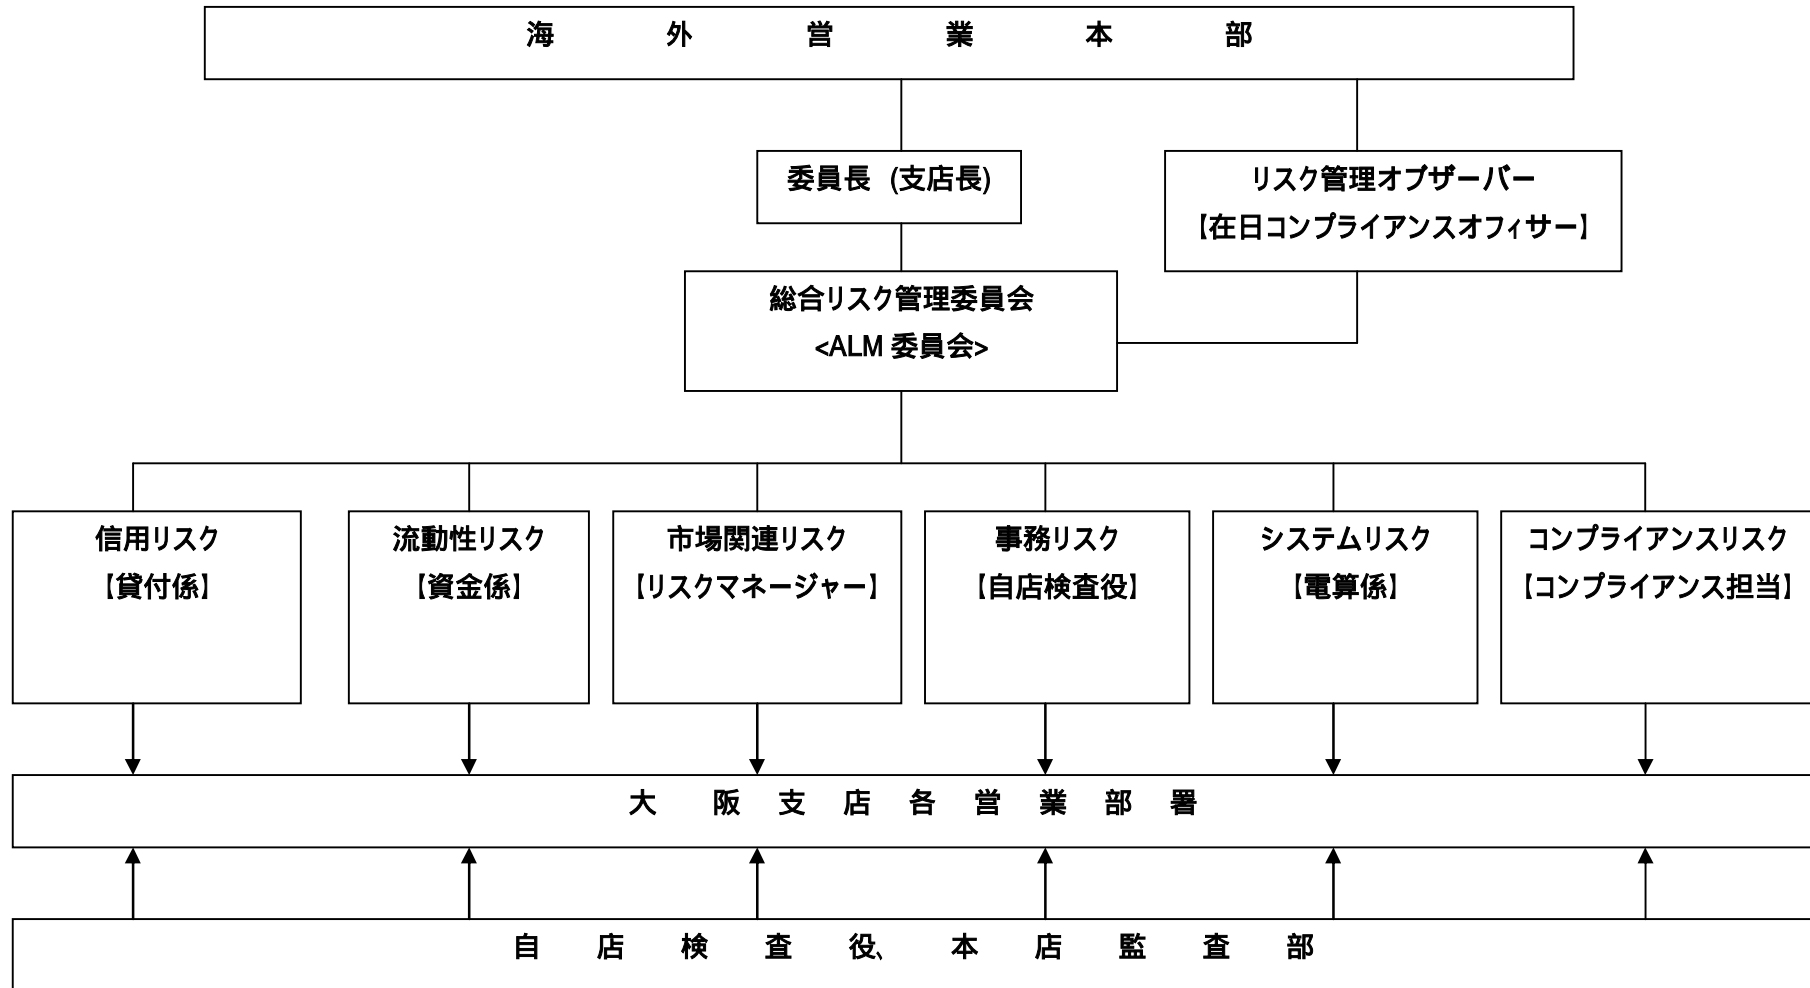 海外営業本部
委員長 (支店長)
リスク管理オブザーバー
【在日コンプライアンスオフィサー】
総合リスク管理委員会
<ALM 委員会>
信用リスク
【貸付係】
流動性リスク
【資金係】
市場関連リスク
【リスクマネージャー】
事務リスク
【自店検査役】
システムリスク
【電算係】
コンプライアンスリスク
【コンプライアンス担当】
大阪支店各営業部署
自店検査役、本店監査部